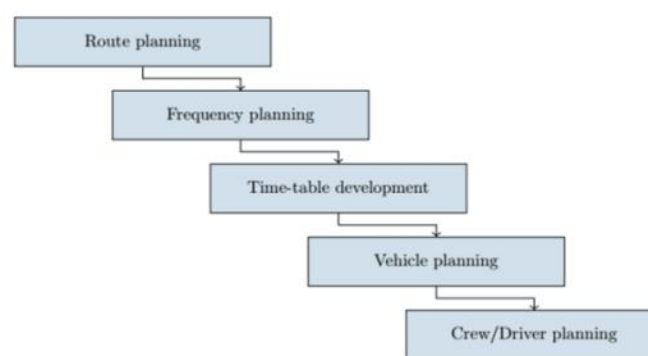 Route planning
Frequency planning
Time-table development
Vehicle planning
Crew/Driver planning